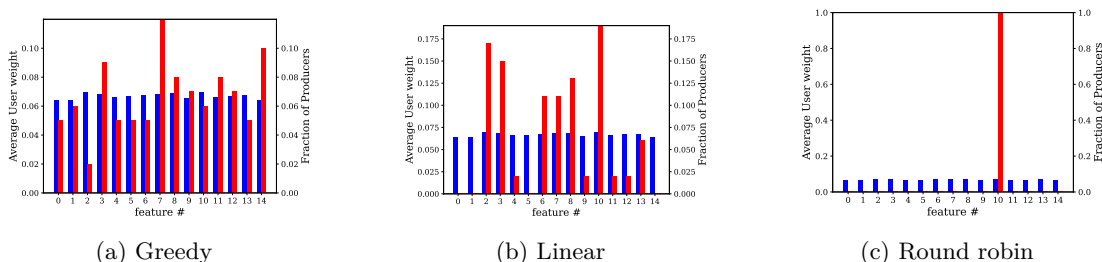 Average User weight
0.10
0.08
0.06
0.04
0.02
0.00
0 1 2 3 4 5 6 7 8 9 10 11 12 13 14
feature #
0.10
0.08
0.06
0.04
0.02
0.00
Fraction of Producers
(a) Greedy
Average User weight
0.175
0.150
0.125
0.100
0.075
0.050
0.025
0.000
0 1 2 3 4 5 6 7 8 9 10 11 12 13 14
feature #
0.175
0.150
0.125
0.100
0.075
0.050
0.025
0.000
Fraction of Producers
(b) Linear
Average User weight
1.0
0.8
0.6
0.4
0.2
0.0
0 1 2 3 4 5 6 7 8 9 10 11 12 13 14
feature #
1.0
0.8
0.6
0.4
0.2
0.0
Fraction of Producers
(c) Round robin